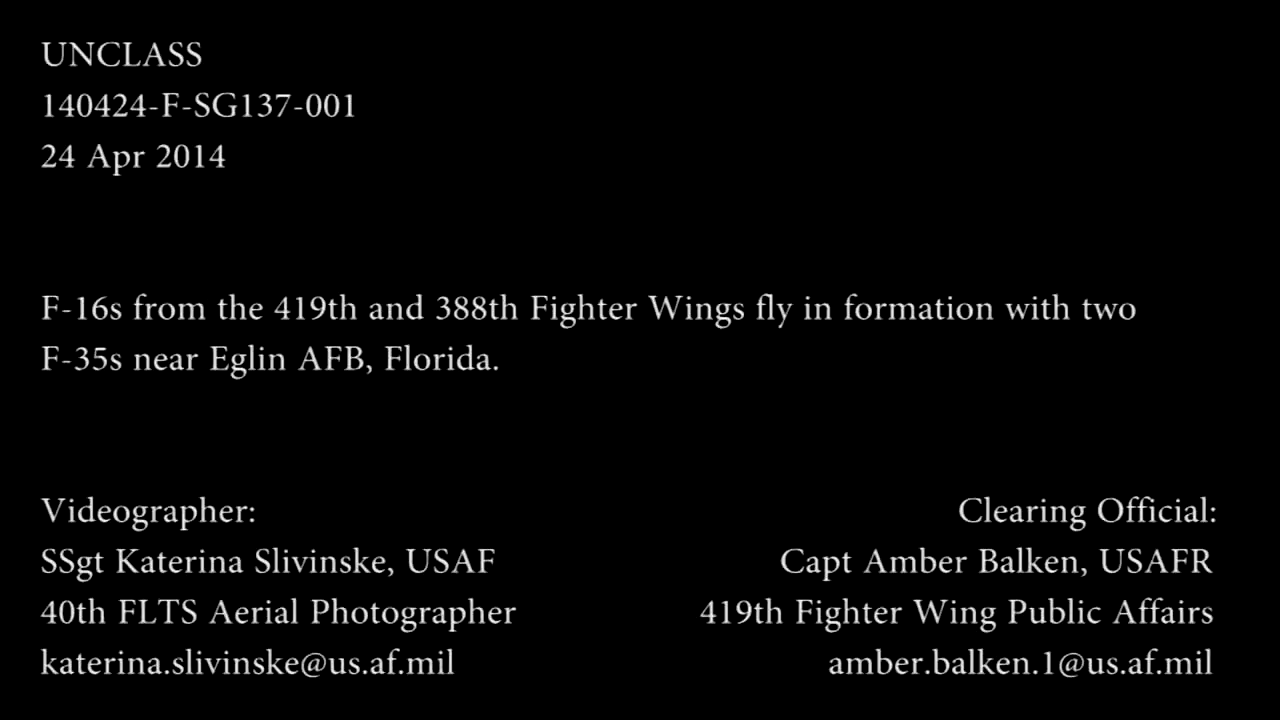 UNCLASS
140424-F-SG137-001
24 Apr 2014
F-16s from the 419th and 388th Fighter Wings fly in formation with two
F-35s near Eglin AFB, Florida.
Videographer:
SSgt Katerina Slivinske, USAF
40th FLTS Aerial Photographer
katerina.slivinske@us.af.mil
Clearing Official:
Capt Amber Balken, USAFR
419th Fighter Wing Public Affairs
amber.balken.1@us.af.mil